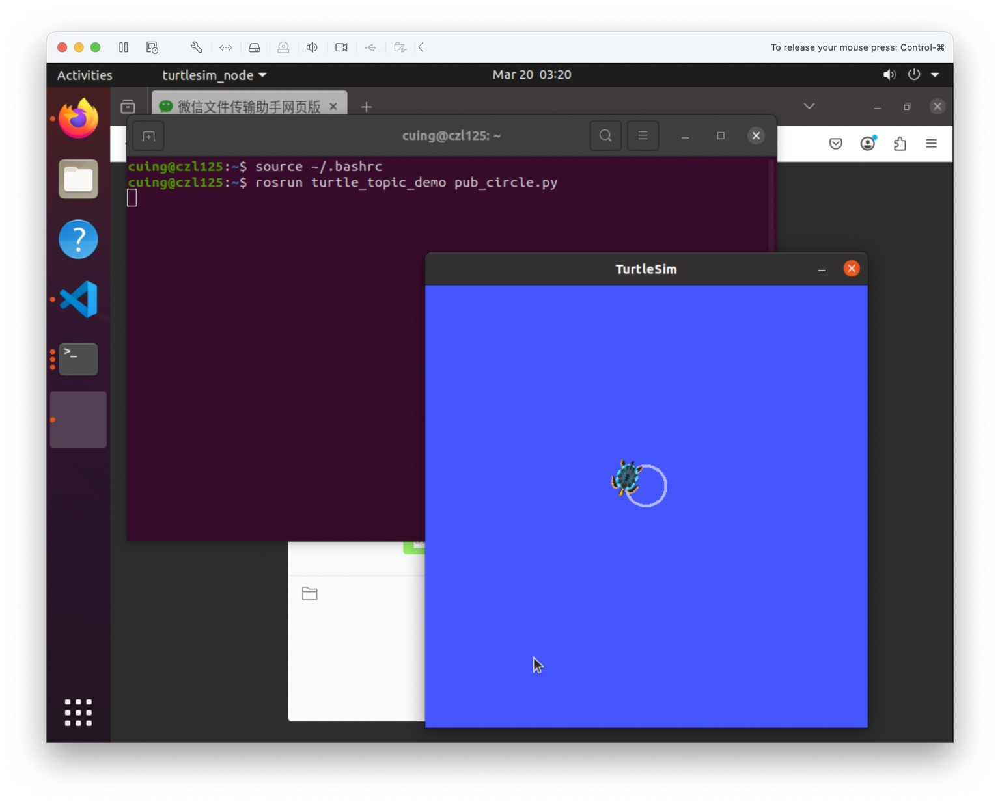 To release your mouse press: Control-⌘
Activities
turtlesim_node
Mar 20 03:20
微信文件传输助手网页版
cuing@czl125: ~
cuing@czl125:~$ source ~/.bashrc
cuing@czl125:~$ rosrun turtle_topic_demo pub_circle.py
TurtleSim